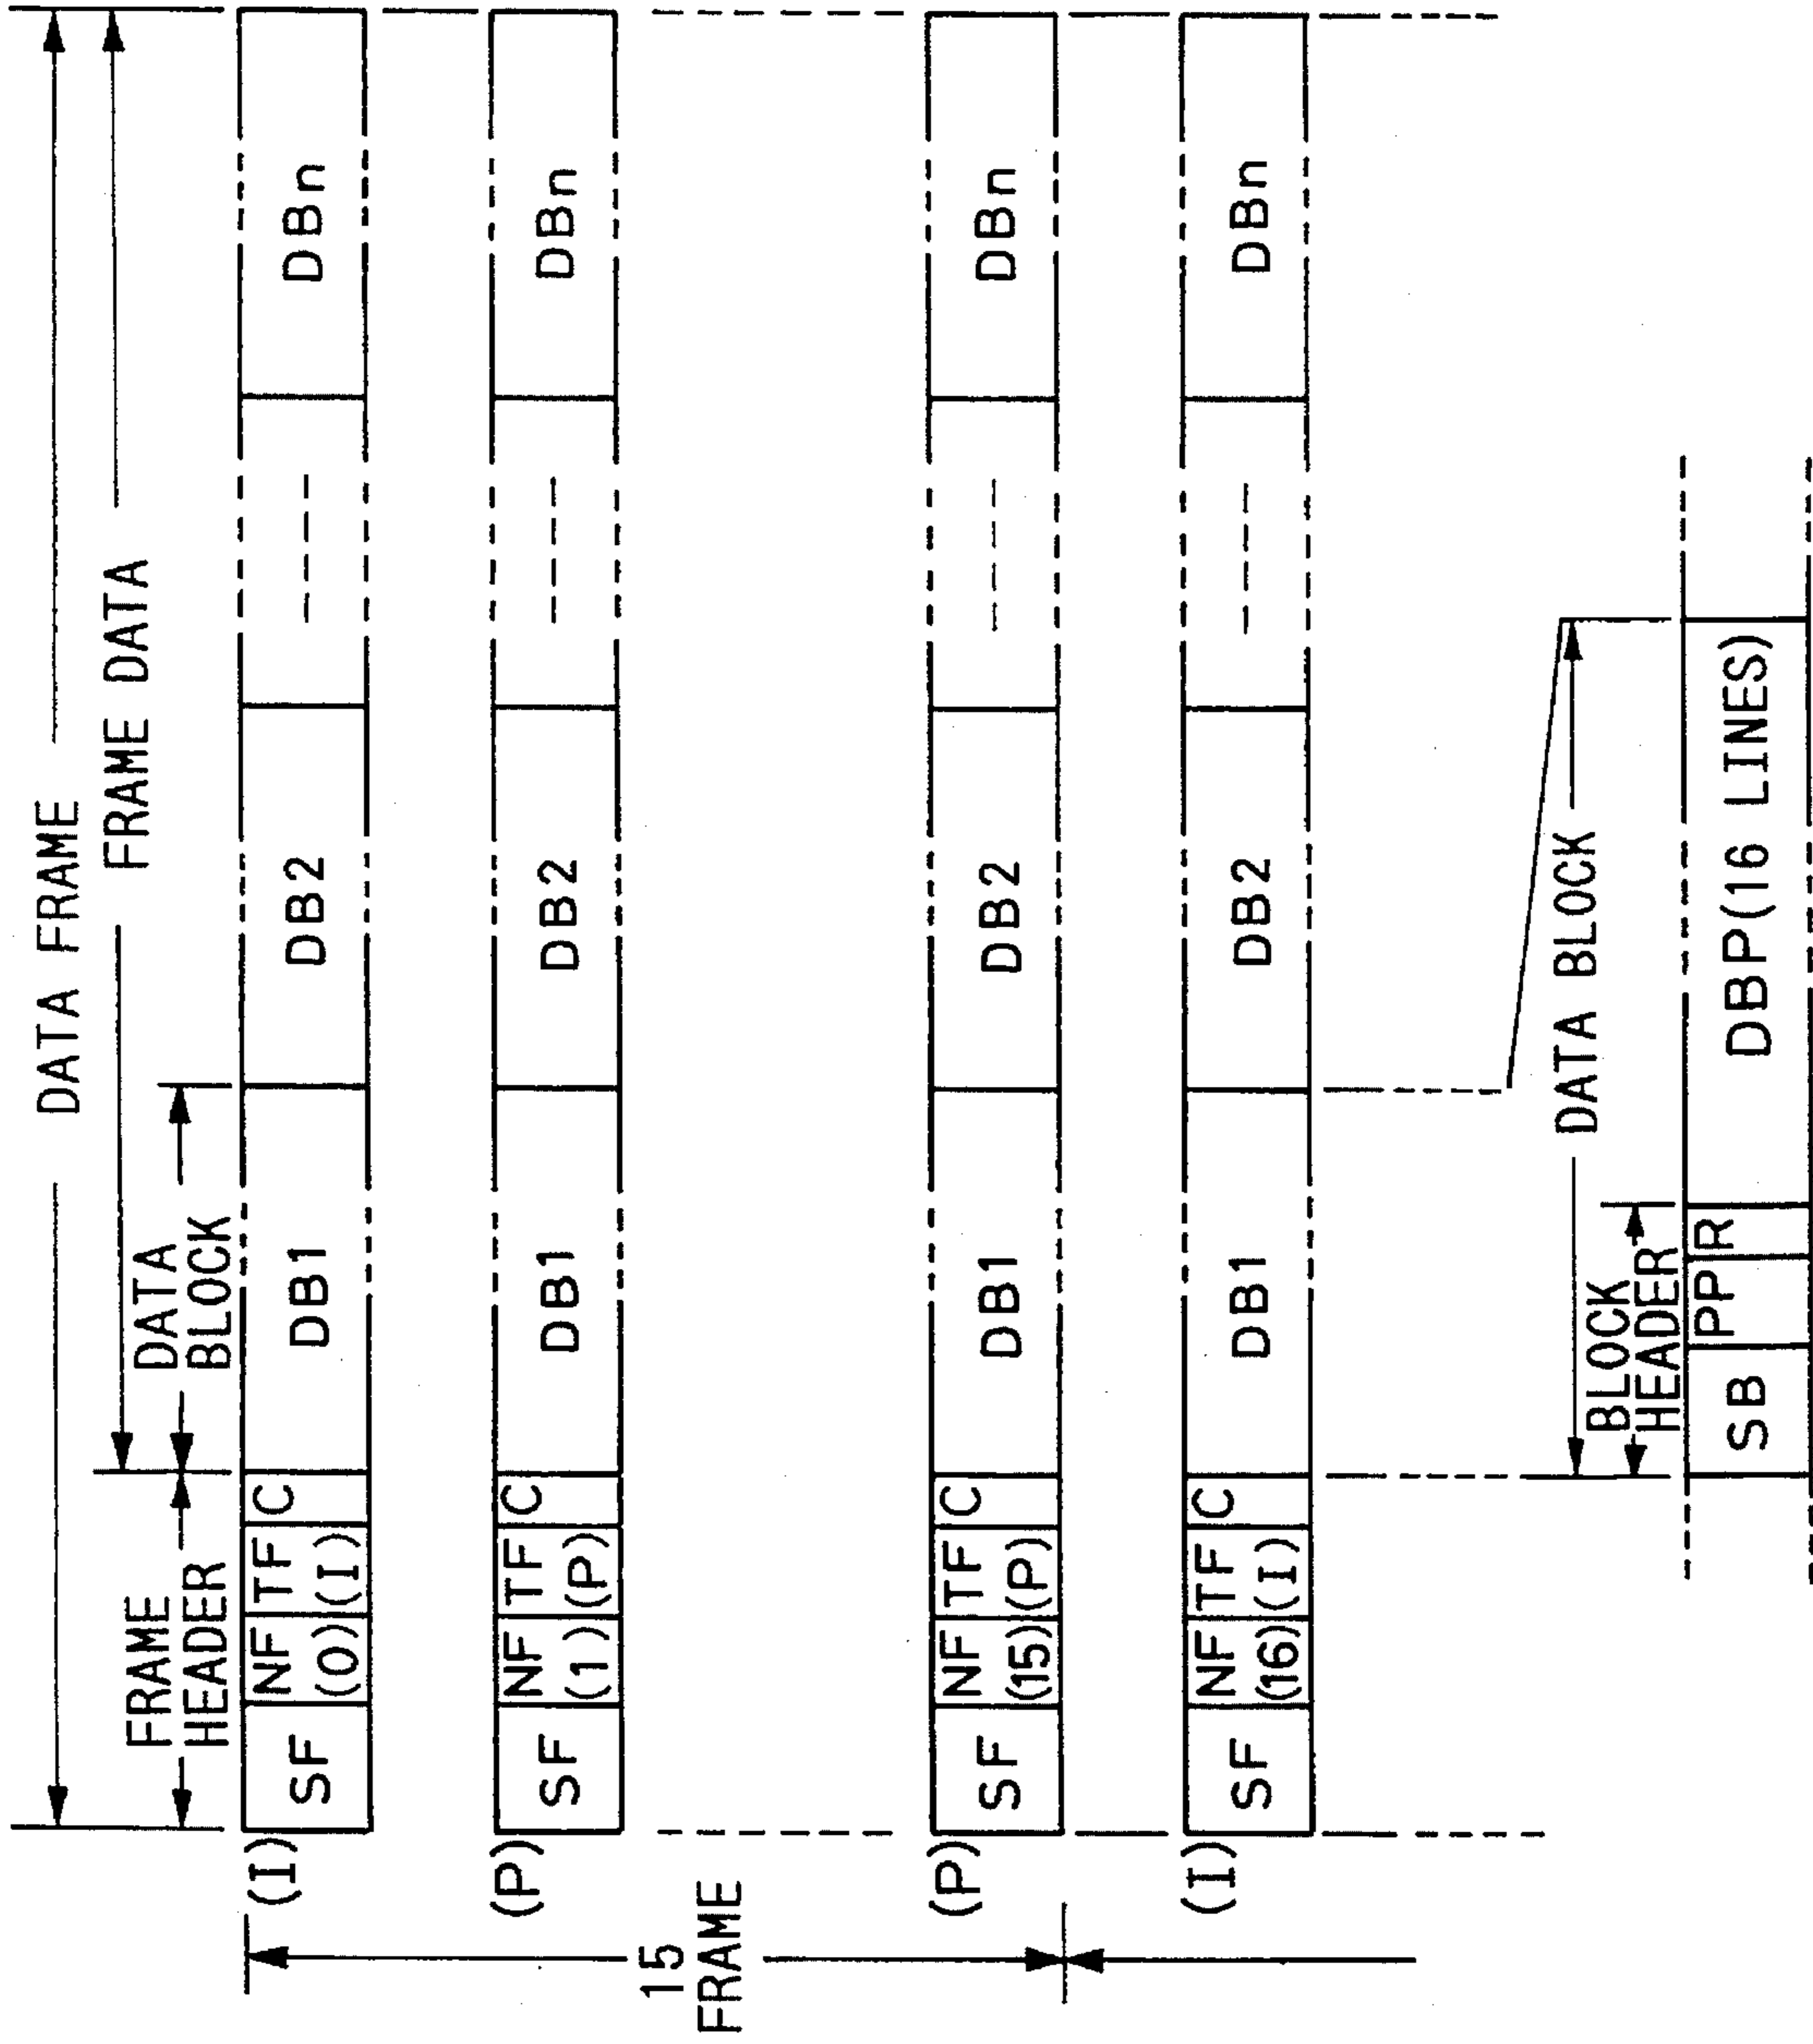 DATA FRAME
FRAME DATA
FRAME HEADER
DATA BLOCK
(I)
SF
NF (0)
TF (I)
C
DB1
DB2
DBn
(P)
SF
NF (1)
TF (P)
C
DB1
DB2
DBn
15 FRAME
(P)
SF
NF (15)
TF (P)
C
DB1
DB2
DBn
(I)
SF
NF (16)
TF (I)
C
DB1
DB2
DBn
DATA BLOCK
BLOCK HEADER
SB
PP
R
DBP(16 LINES)